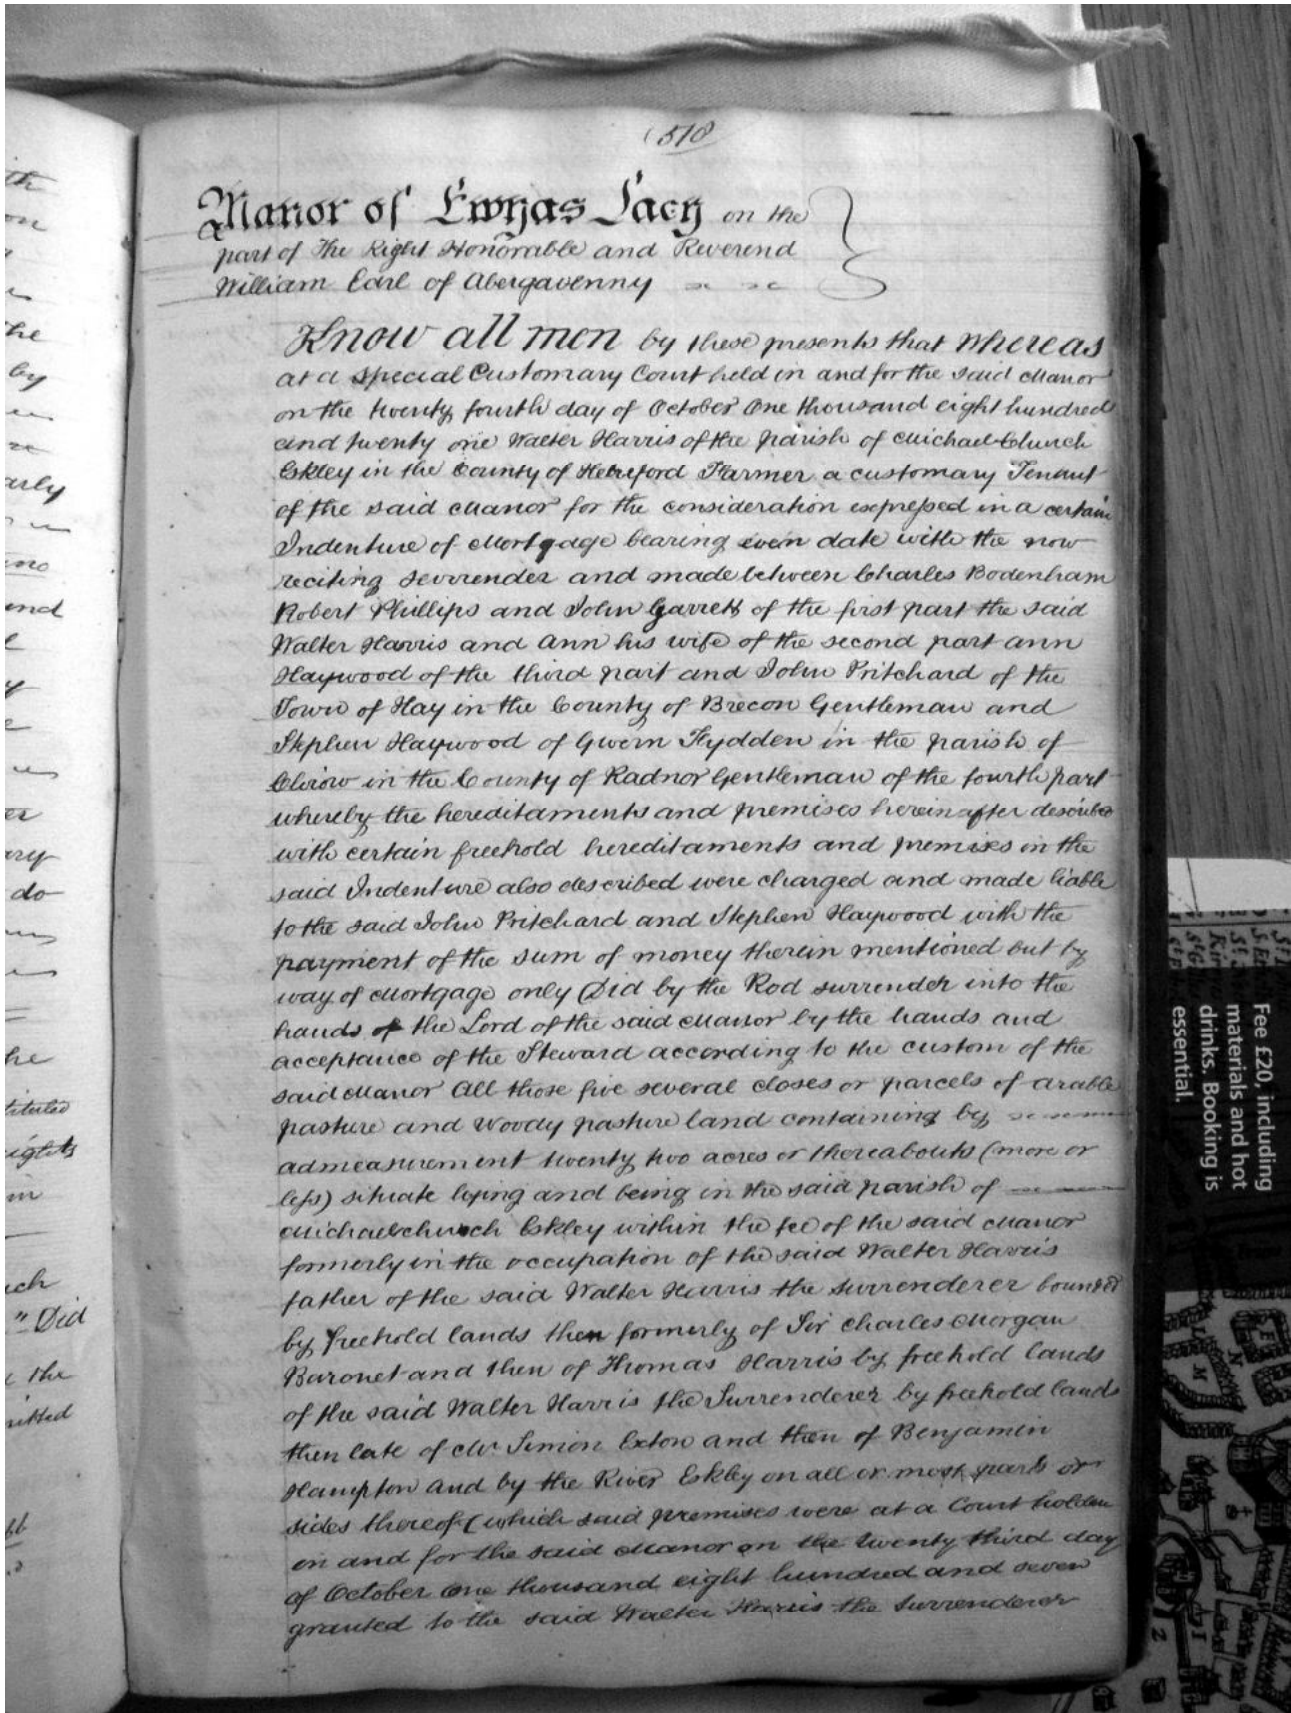 (510
Manor of Ewyas Lacy on the
part of The Right Honorable and Reverend
William Earl of Abergavenny
Know all men by these presents that Whereas
at a Special Customary Court held in and for the said Manor
on the twenty fourth day of October One thousand eight hundred
and twenty one Walter Harris of the parish of Michael Church
Eskley in the County of Hereford Farmer a customary Tenant
of the said Manor for the consideration expressed in a certain
Indenture of Mortgage bearing even date with the now
reciting Surrender and made between Charles Bodenham
Robert Phillips and John Garrett of the first part the said
Walter Harris and Ann his wife of the second part Ann
Haywood of the third part and John Pritchard of the
Town of Hay in the County of Brecon Gentleman and
Stephen Haywood of Gwern Fydden in the parish of
Clirow in the County of Radnor Gentleman of the fourth part
whereby the hereditaments and premises herein after described
with certain freehold hereditaments and premises in the
said Indenture also described were charged and made liable
to the said John Pritchard and Stephen Haywood with the
payment of the sum of money therein mentioned but by
way of Mortgage only Did by the Rod surrender into the
hands of the Lord of the said Manor by the hands and
acceptance of the Steward according to the custom of the
said Manor All those five several closes or parcels of arable
pasture and Woody pasture land containing by
admeasurement twenty two acres or thereabouts (more or
less) situate lying and being in the said parish of
Michaelchurch Eskley within the fee of the said Manor
formerly in the occupation of the said Walter Harris
father of the said Walter Harris the surrenderer bounded
by freehold lands then formerly of Sir Charles Morgan
Baronet and then of Thomas Harris by freehold lands
of the said Walter Harris the Surrenderer by freehold lands
then late of Mr. Simon Exton and then of Benjamin
Hampton and by the River Eskley on all or most parts or
sides thereof (which said premises were at a Court holden
in and for the said Manor on the twenty third day
of October one thousand eight hundred and seven
granted to the said Walter Harris the Surrenderer
the
by
arly
and
ary
do
he
ights
in
" Did
the
Fee £20, including
materials and hot
drinks. Booking is
essential.